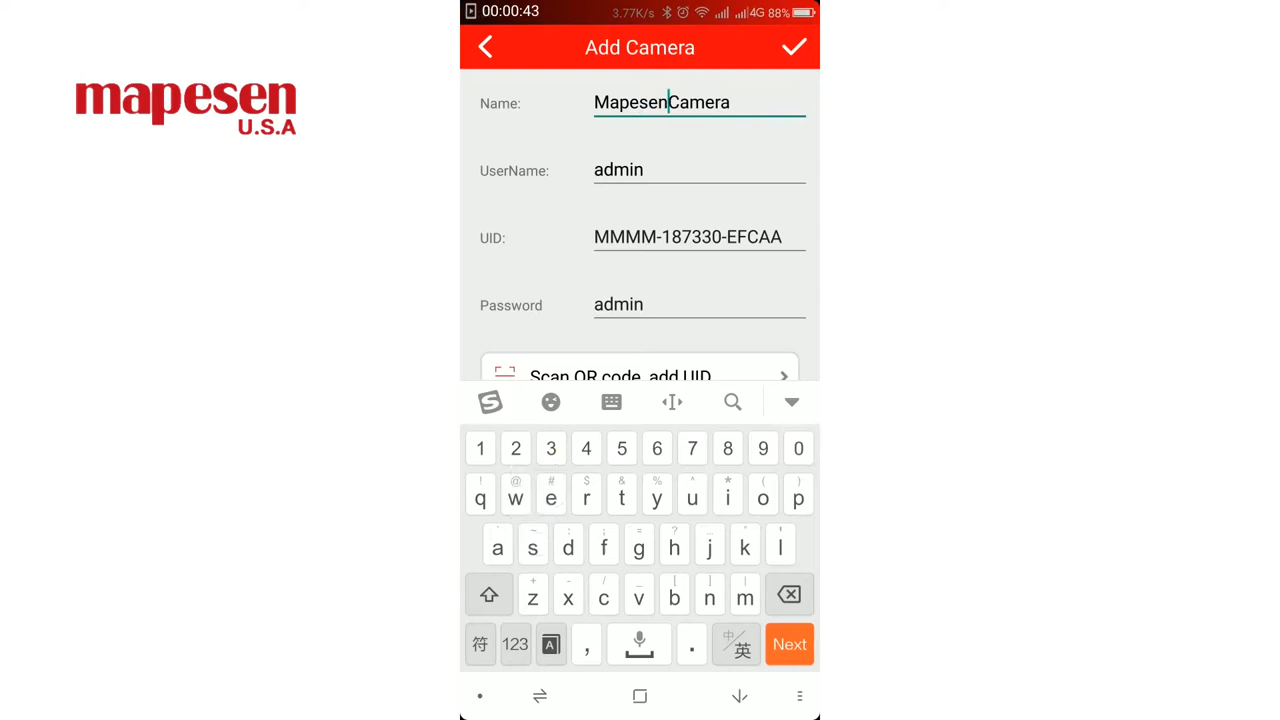 00:00:43 3.77K/s 4G 88%
Add Camera
mapesen
U.S.A
Name: MapesenCamera
UserName: admin
UID: MMMM-187330-EFCAA
Password admin
Scan QR code, add UID
1 2 3 4 5 6 7 8 9 0
! @ # $ & % ^ * ( )
q w e r t y u i o p
` ~ : ; = ? … " '
a s d f g h j k l
+ - / _ [ ] |
z x c v b n m
符 123 A , . 中/英 Next